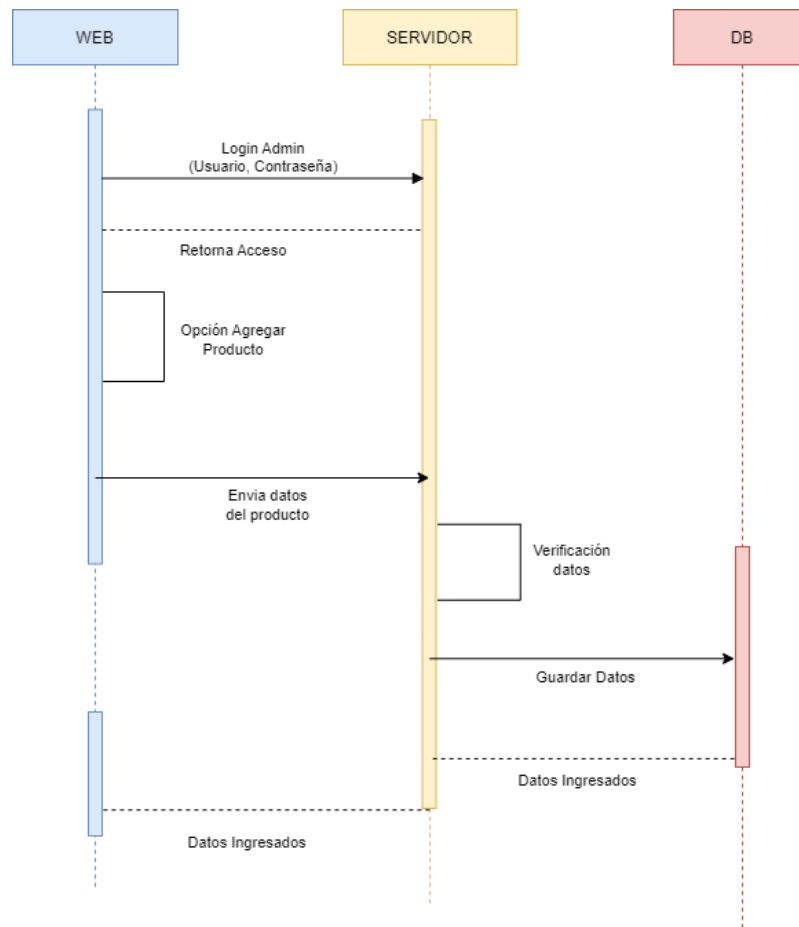 WEB
SERVIDOR
DB
Login Admin
(Usuario, Contraseña)
Retorna Acceso
Opción Agregar
Producto
Envia datos
del producto
Verificación
datos
Guardar Datos
Datos Ingresados
Datos Ingresados